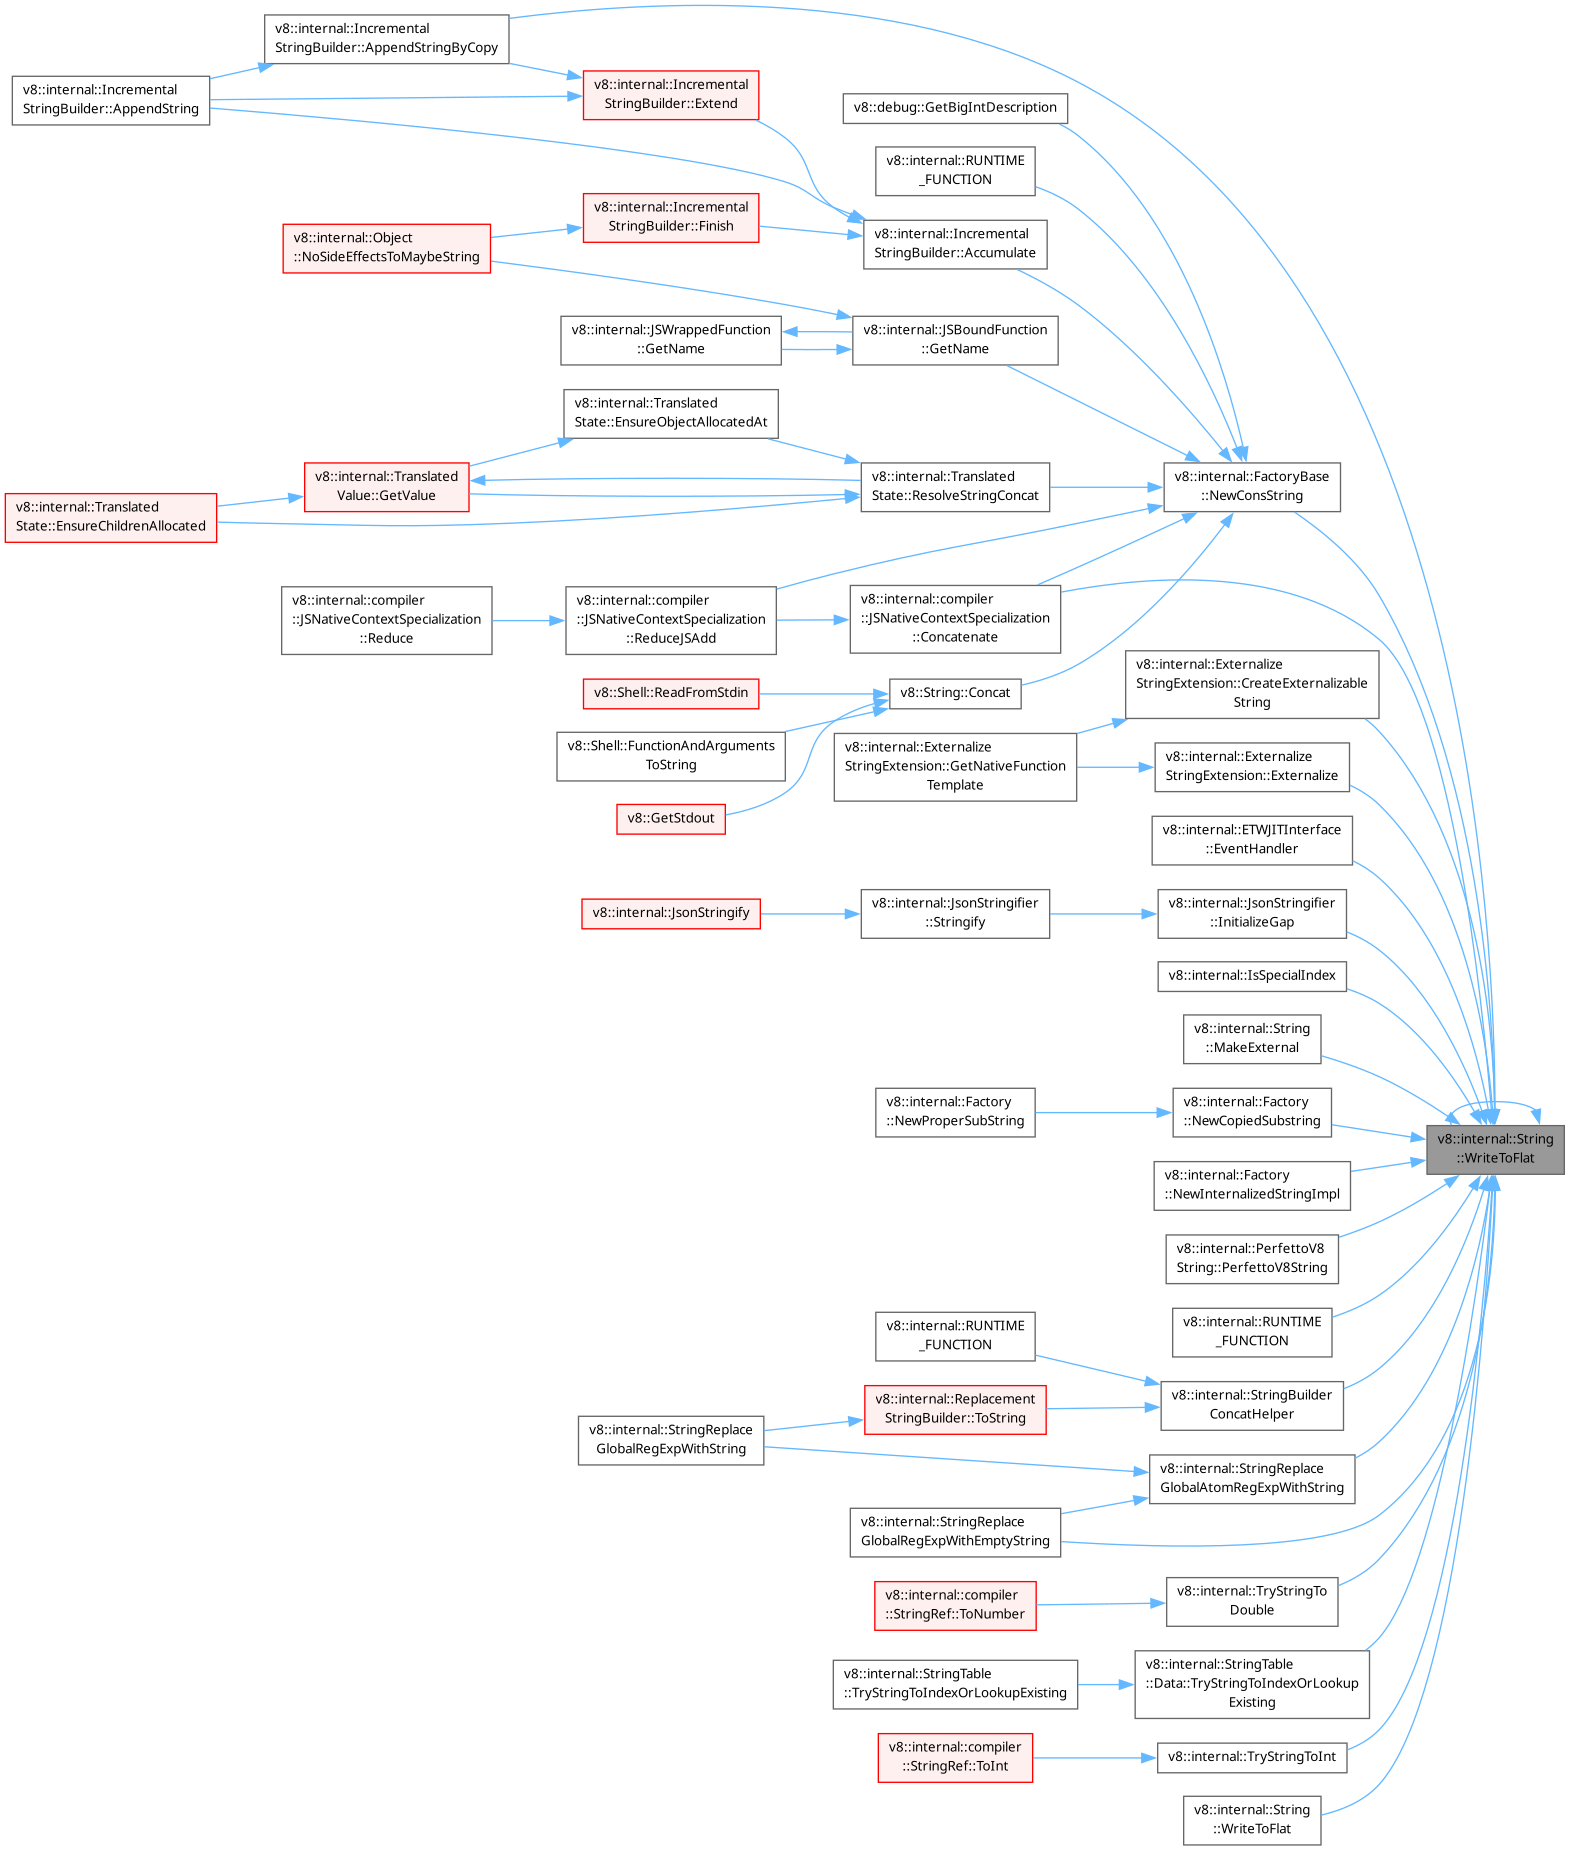 v8::internal::Incremental
StringBuilder::AppendStringByCopy
v8::internal::Incremental
StringBuilder::AppendString
v8::internal::Incremental
StringBuilder::Extend
v8::debug::GetBigIntDescription
v8::internal::RUNTIME
_FUNCTION
v8::internal::Incremental
StringBuilder::Finish
v8::internal::Object
::NoSideEffectsToMaybeString
v8::internal::Incremental
StringBuilder::Accumulate
v8::internal::JSWrappedFunction
::GetName
v8::internal::JSBoundFunction
::GetName
v8::internal::Translated
State::EnsureObjectAllocatedAt
v8::internal::Translated
Value::GetValue
v8::internal::Translated
State::ResolveStringConcat
v8::internal::FactoryBase
::NewConsString
v8::internal::Translated
State::EnsureChildrenAllocated
v8::internal::compiler
::JSNativeContextSpecialization
::Reduce
v8::internal::compiler
::JSNativeContextSpecialization
::ReduceJSAdd
v8::internal::compiler
::JSNativeContextSpecialization
::Concatenate
v8::internal::Externalize
StringExtension::CreateExternalizable
String
v8::Shell::ReadFromStdin
v8::String::Concat
v8::Shell::FunctionAndArguments
ToString
v8::internal::Externalize
StringExtension::GetNativeFunction
Template
v8::internal::Externalize
StringExtension::Externalize
v8::GetStdout
v8::internal::ETWJITInterface
::EventHandler
v8::internal::JsonStringify
v8::internal::JsonStringifier
::Stringify
v8::internal::JsonStringifier
::InitializeGap
v8::internal::IsSpecialIndex
v8::internal::String
::MakeExternal
v8::internal::Factory
::NewProperSubString
v8::internal::Factory
::NewCopiedSubstring
v8::internal::String
::WriteToFlat
v8::internal::Factory
::NewInternalizedStringImpl
v8::internal::PerfettoV8
String::PerfettoV8String
v8::internal::RUNTIME
_FUNCTION
v8::internal::RUNTIME
_FUNCTION
v8::internal::Replacement
StringBuilder::ToString
v8::internal::StringBuilder
ConcatHelper
v8::internal::StringReplace
GlobalRegExpWithString
v8::internal::StringReplace
GlobalAtomRegExpWithString
v8::internal::StringReplace
GlobalRegExpWithEmptyString
v8::internal::compiler
::StringRef::ToNumber
v8::internal::TryStringTo
Double
v8::internal::StringTable
::TryStringToIndexOrLookupExisting
v8::internal::StringTable
::Data::TryStringToIndexOrLookup
Existing
v8::internal::compiler
::StringRef::ToInt
v8::internal::TryStringToInt
v8::internal::String
::WriteToFlat